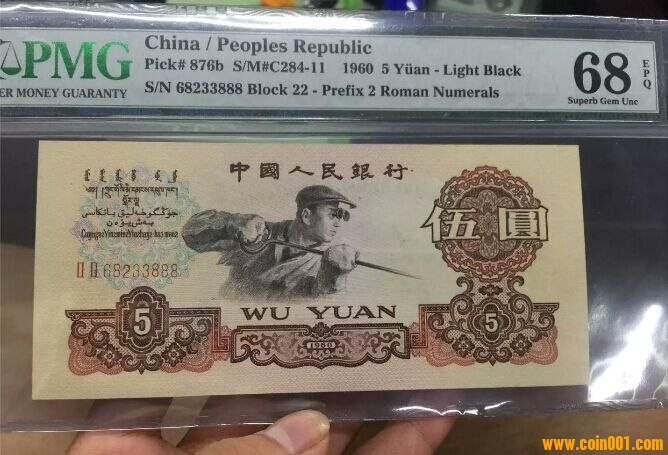 PMG
ER MONEY GUARANTY
China / Peoples Republic
Pick# 876b S/M#C284-11 1960 5 Yüan - Light Black
S/N 68233888 Block 22 - Prefix 2 Roman Numerals
68
EPQ
Superb Gem Unc
中國人民銀行
伍圓
II II 68233888
5
WU YUAN
1960
5
www.coin001.com